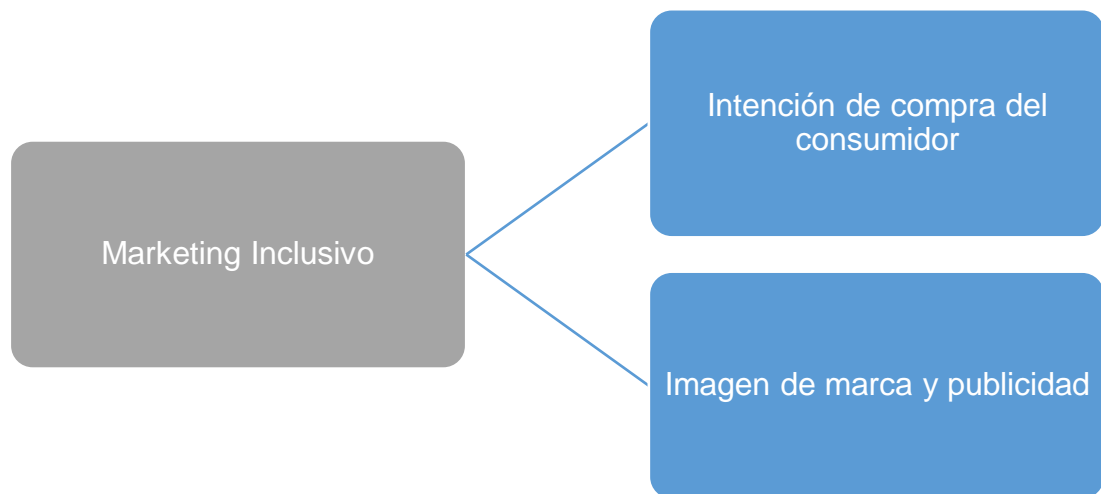 Marketing Inclusivo
Intención de compra del
consumidor
Imagen de marca y publicidad